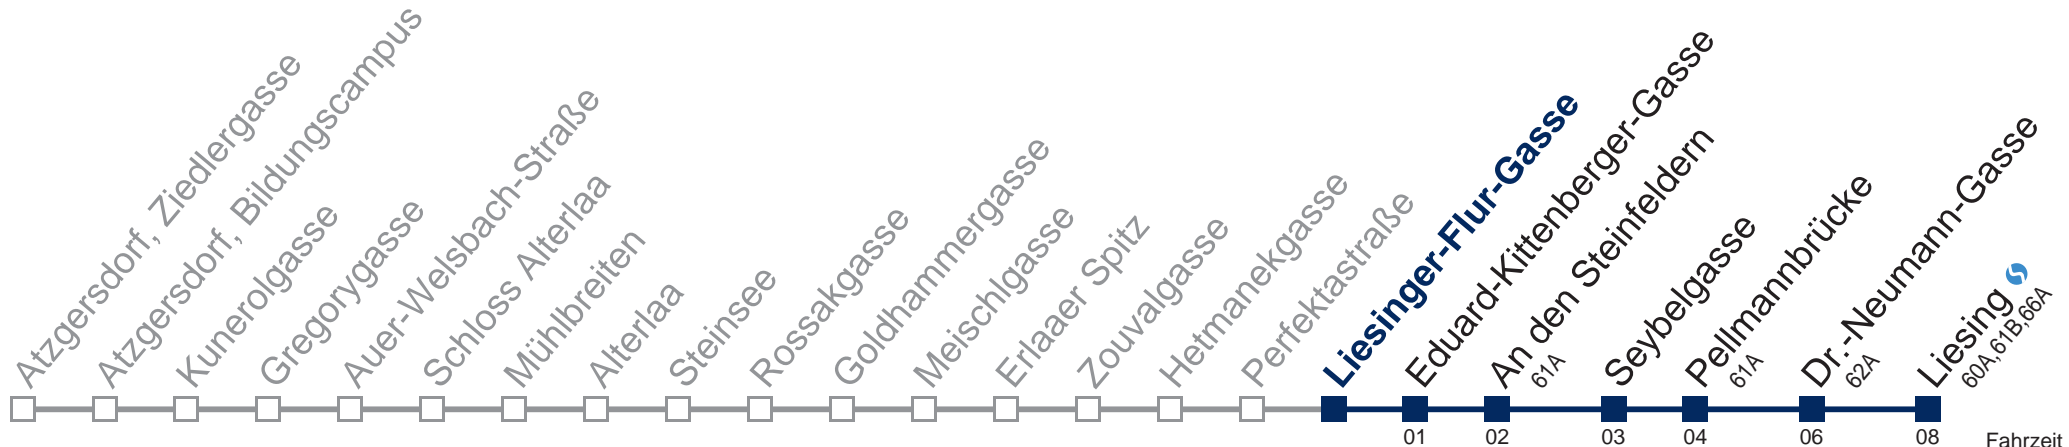 Atzgersdorf, Ziedlergasse
Atzgersdorf, Bildungscampus
Kunerolgasse
Gregorygasse
Auer-Welsbach-Straße
Schloss Alterlaa
Mühlbreiten
Alterlaa
Steinsee
Rossakgasse
Goldhammergasse
Meischlgasse
Erlaaer Spitz
Zouvalgasse
Hetmanekgasse
Perfektastraße
Liesinger-Flur-Gasse
Eduard-Kittenberger-Gasse
An den Steinfeldern
61A
Seybelgasse
Pellmannbrücke
61A
Dr.-Neumann-Gasse
62A
Liesing
60A,61B,66A
01 02 03 04 06 08 Fahrzeit